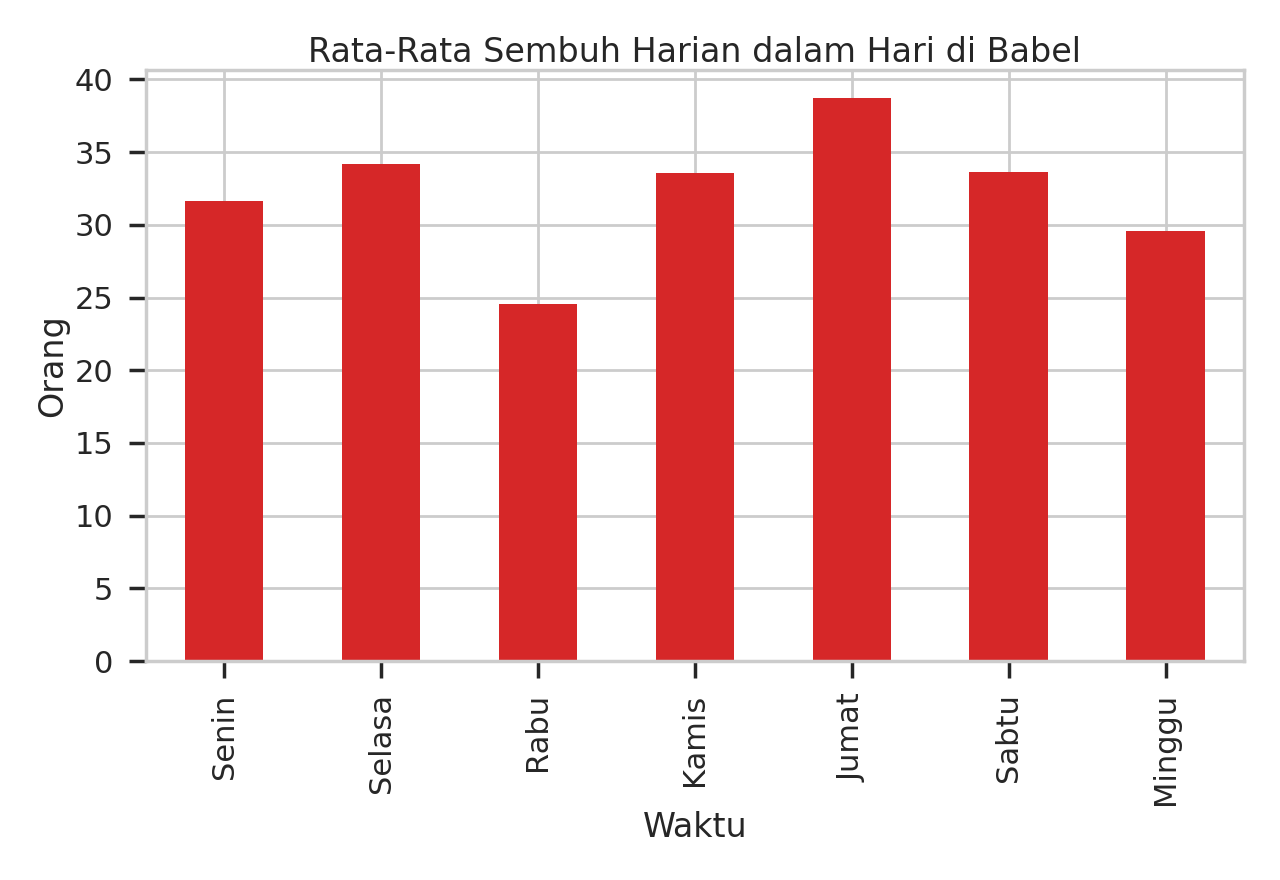 Rata-Rata Sembuh Harian dalam Hari di Babel
40
35
30
25
20
15
10
5
0
Orang
Senin
Selasa
Rabu
Kamis
Jumat
Sabtu
Minggu
Waktu